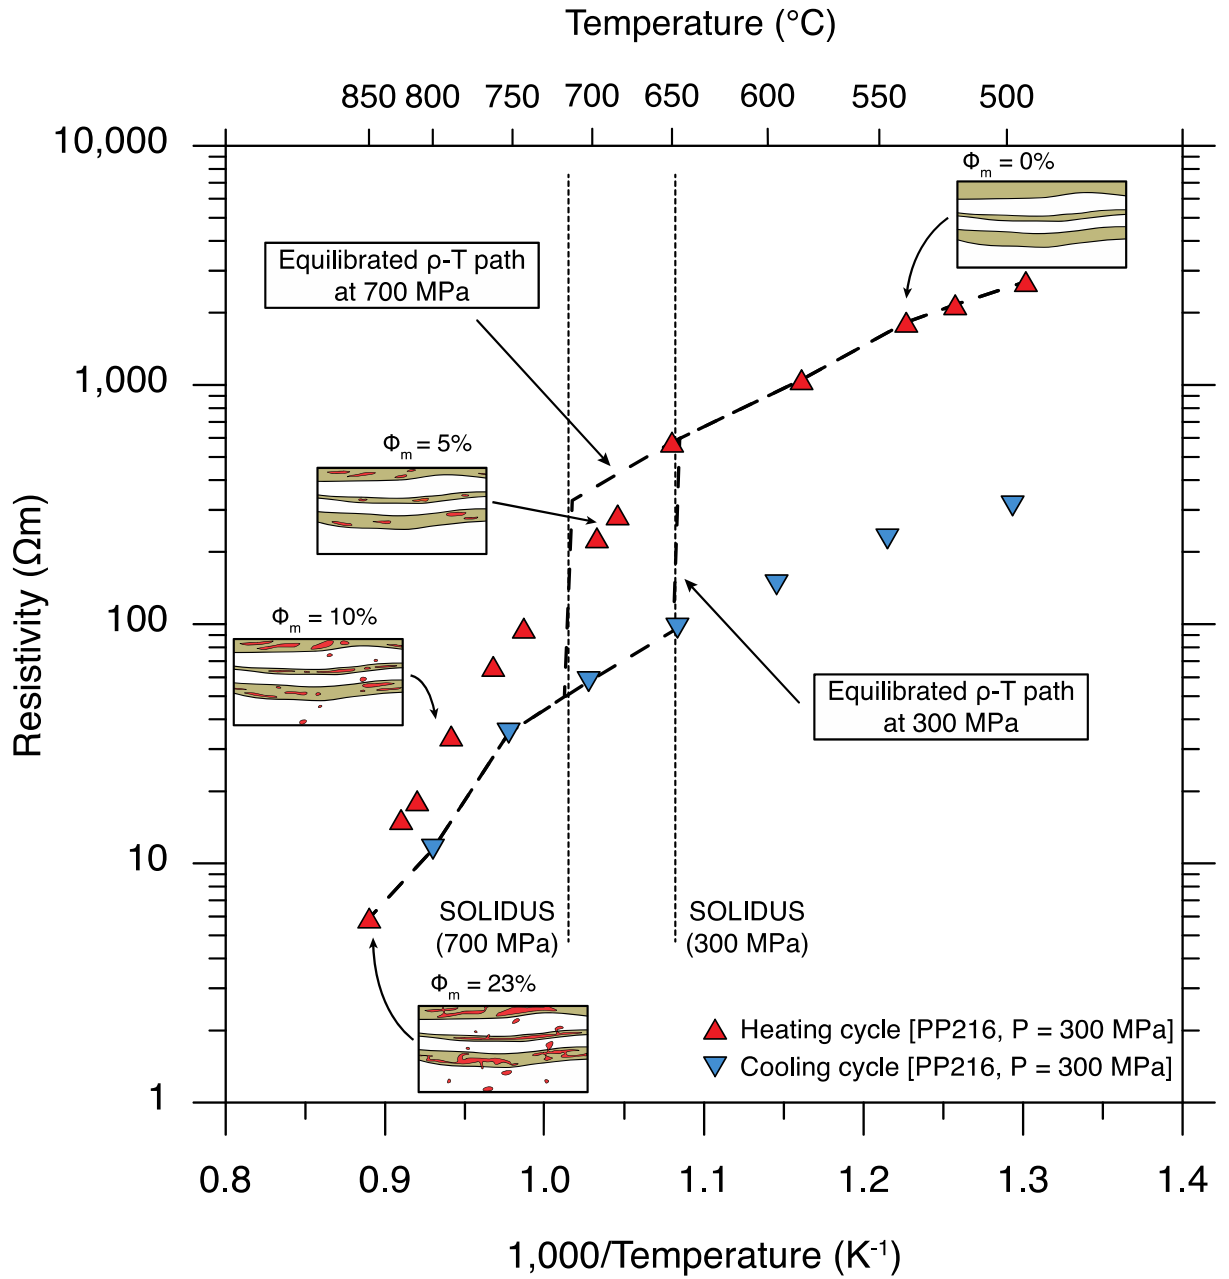 Temperature (°C)
850 800 750 700 650 600 550 500
10,000
1,000
100
10
1
Resistivity (Ωm)
Φm = 0%
Equilibrated ρ-T path
at 700 MPa
Φm = 5%
Φm = 10%
Equilibrated ρ-T path
at 300 MPa
SOLIDUS
(700 MPa)
SOLIDUS
(300 MPa)
Φm = 23%
Heating cycle [PP216, P = 300 MPa]
Cooling cycle [PP216, P = 300 MPa]
0.8 0.9 1.0 1.1 1.2 1.3 1.4
1,000/Temperature (K-1)